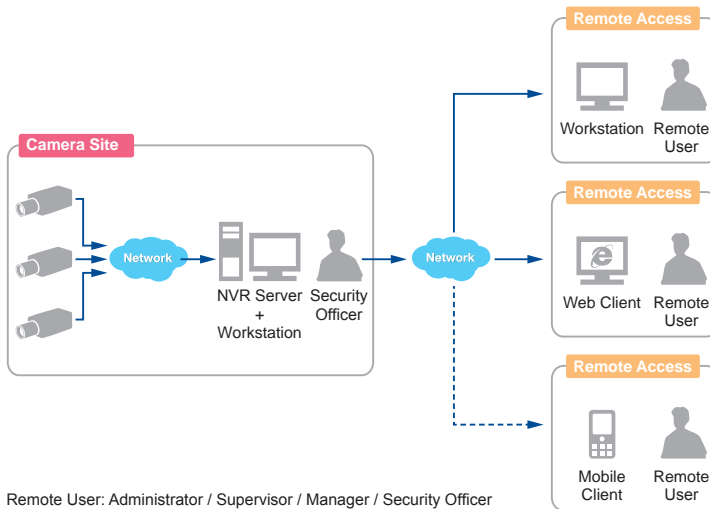 Camera Site
Network
NVR Server
+
Workstation
Security
Officer
Network
Remote Access
Workstation
Remote
User
Remote Access
Web Client
Remote
User
Remote Access
Mobile
Client
Remote
User
Remote User: Administrator / Supervisor / Manager / Security Officer